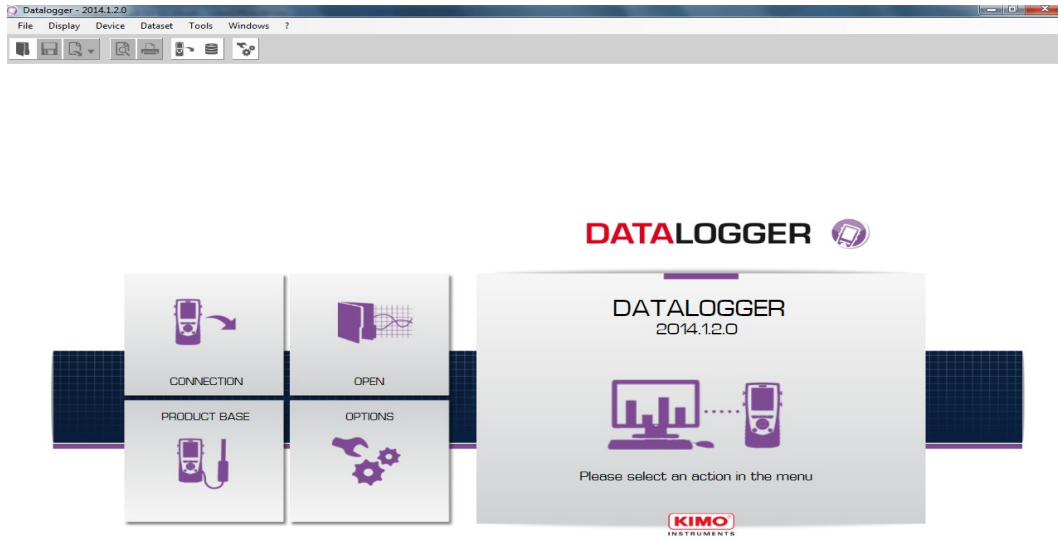 Datalogger - 2014.1.2.0
File Display Device Dataset Tools Windows ?
DATALOGGER
CONNECTION
OPEN
PRODUCT BASE
OPTIONS
DATALOGGER
2014.1.2.0
Please select an action in the menu
KIMO
INSTRUMENTS